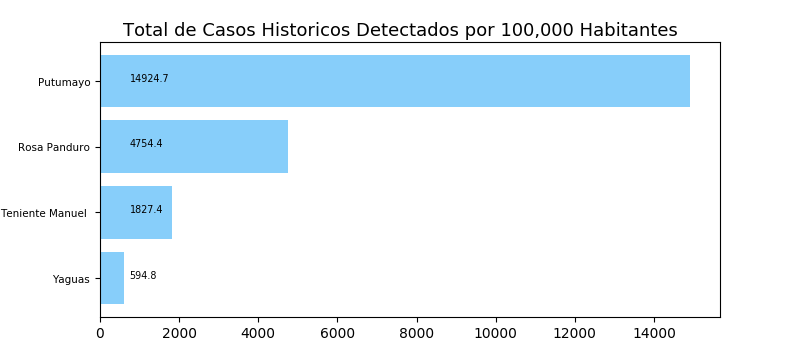 Total de Casos Historicos Detectados por 100,000 Habitantes
Putumayo 14924.7
Rosa Panduro 4754.4
Teniente Manuel 1827.4
Yaguas 594.8
0 2000 4000 6000 8000 10000 12000 14000